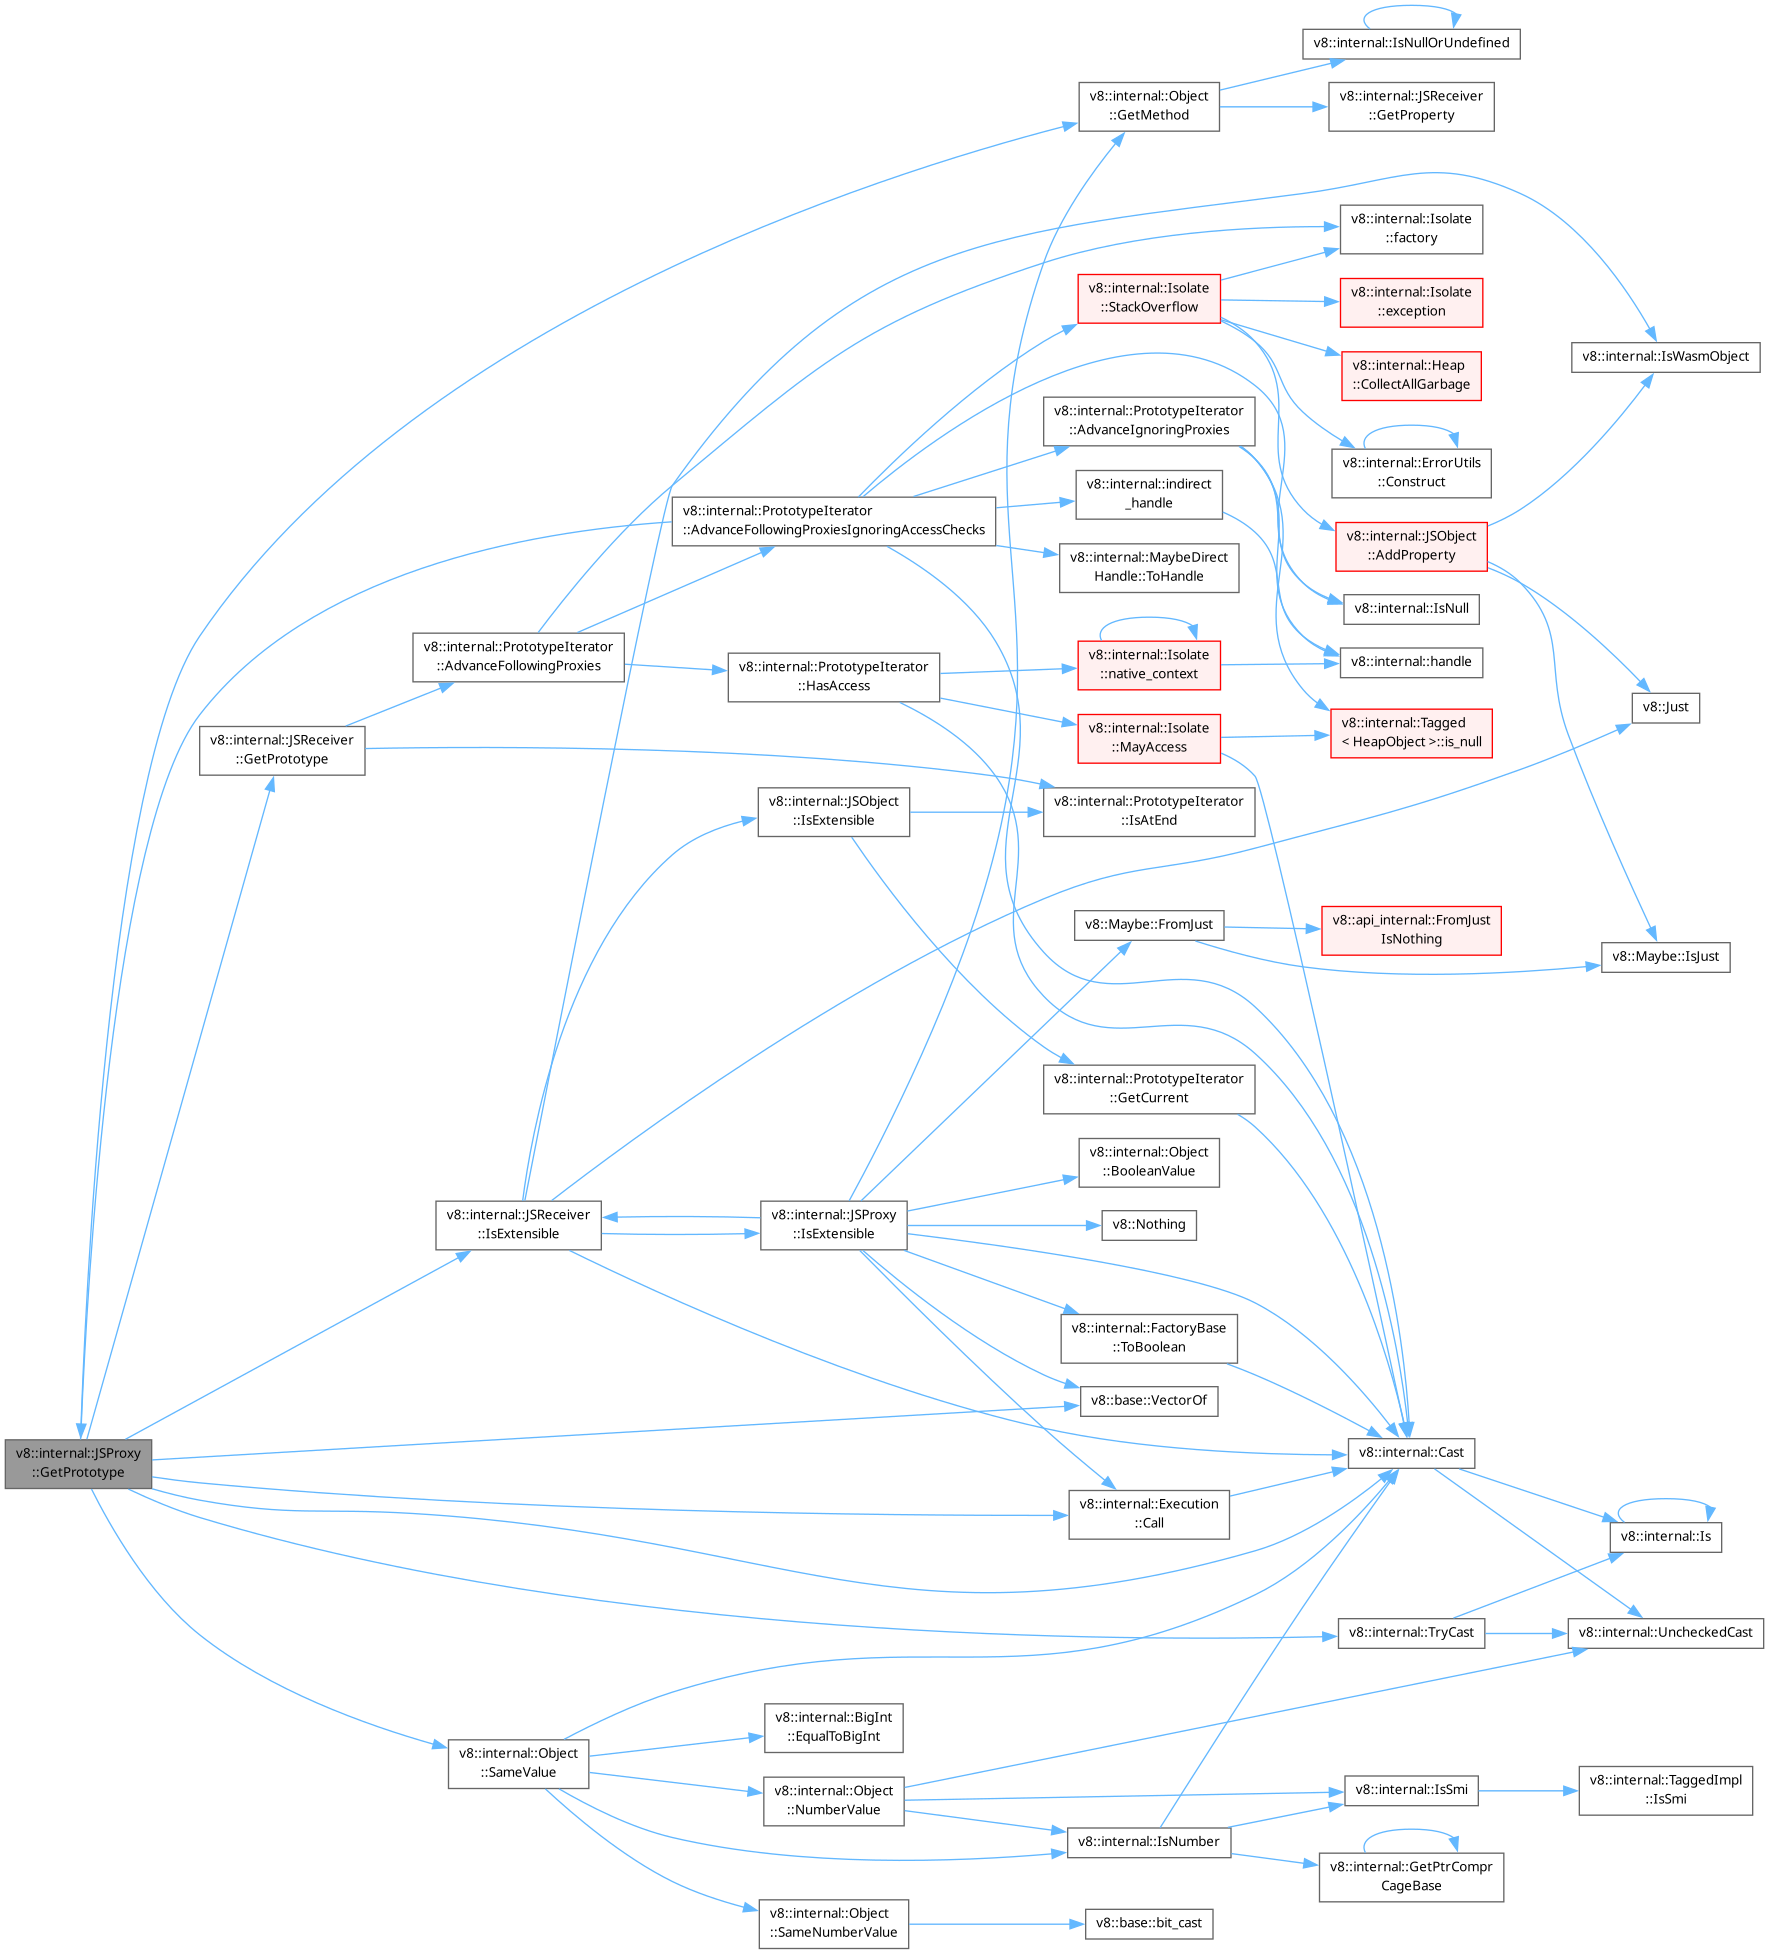 v8::internal::IsNullOrUndefined
v8::internal::Object
::GetMethod
v8::internal::JSReceiver
::GetProperty
v8::internal::Isolate
::factory
v8::internal::Isolate
::StackOverflow
v8::internal::Isolate
::exception
v8::internal::IsWasmObject
v8::internal::Heap
::CollectAllGarbage
v8::internal::PrototypeIterator
::AdvanceIgnoringProxies
v8::internal::ErrorUtils
::Construct
v8::internal::indirect
_handle
v8::internal::PrototypeIterator
::AdvanceFollowingProxiesIgnoringAccessChecks
v8::internal::JSObject
::AddProperty
v8::internal::MaybeDirect
Handle::ToHandle
v8::internal::IsNull
v8::internal::PrototypeIterator
::AdvanceFollowingProxies
v8::internal::PrototypeIterator
::HasAccess
v8::internal::Isolate
::native_context
v8::internal::handle
v8::Just
v8::internal::JSReceiver
::GetPrototype
v8::internal::Isolate
::MayAccess
v8::internal::Tagged
< HeapObject >::is_null
v8::internal::JSObject
::IsExtensible
v8::internal::PrototypeIterator
::IsAtEnd
v8::Maybe::FromJust
v8::api_internal::FromJust
IsNothing
v8::Maybe::IsJust
v8::internal::PrototypeIterator
::GetCurrent
v8::internal::Object
::BooleanValue
v8::internal::JSReceiver
::IsExtensible
v8::internal::JSProxy
::IsExtensible
v8::Nothing
v8::internal::FactoryBase
::ToBoolean
v8::base::VectorOf
v8::internal::JSProxy
::GetPrototype
v8::internal::Cast
v8::internal::Execution
::Call
v8::internal::Is
v8::internal::TryCast
v8::internal::UncheckedCast
v8::internal::BigInt
::EqualToBigInt
v8::internal::Object
::SameValue
v8::internal::Object
::NumberValue
v8::internal::IsSmi
v8::internal::TaggedImpl
::IsSmi
v8::internal::IsNumber
v8::internal::GetPtrCompr
CageBase
v8::internal::Object
::SameNumberValue
v8::base::bit_cast